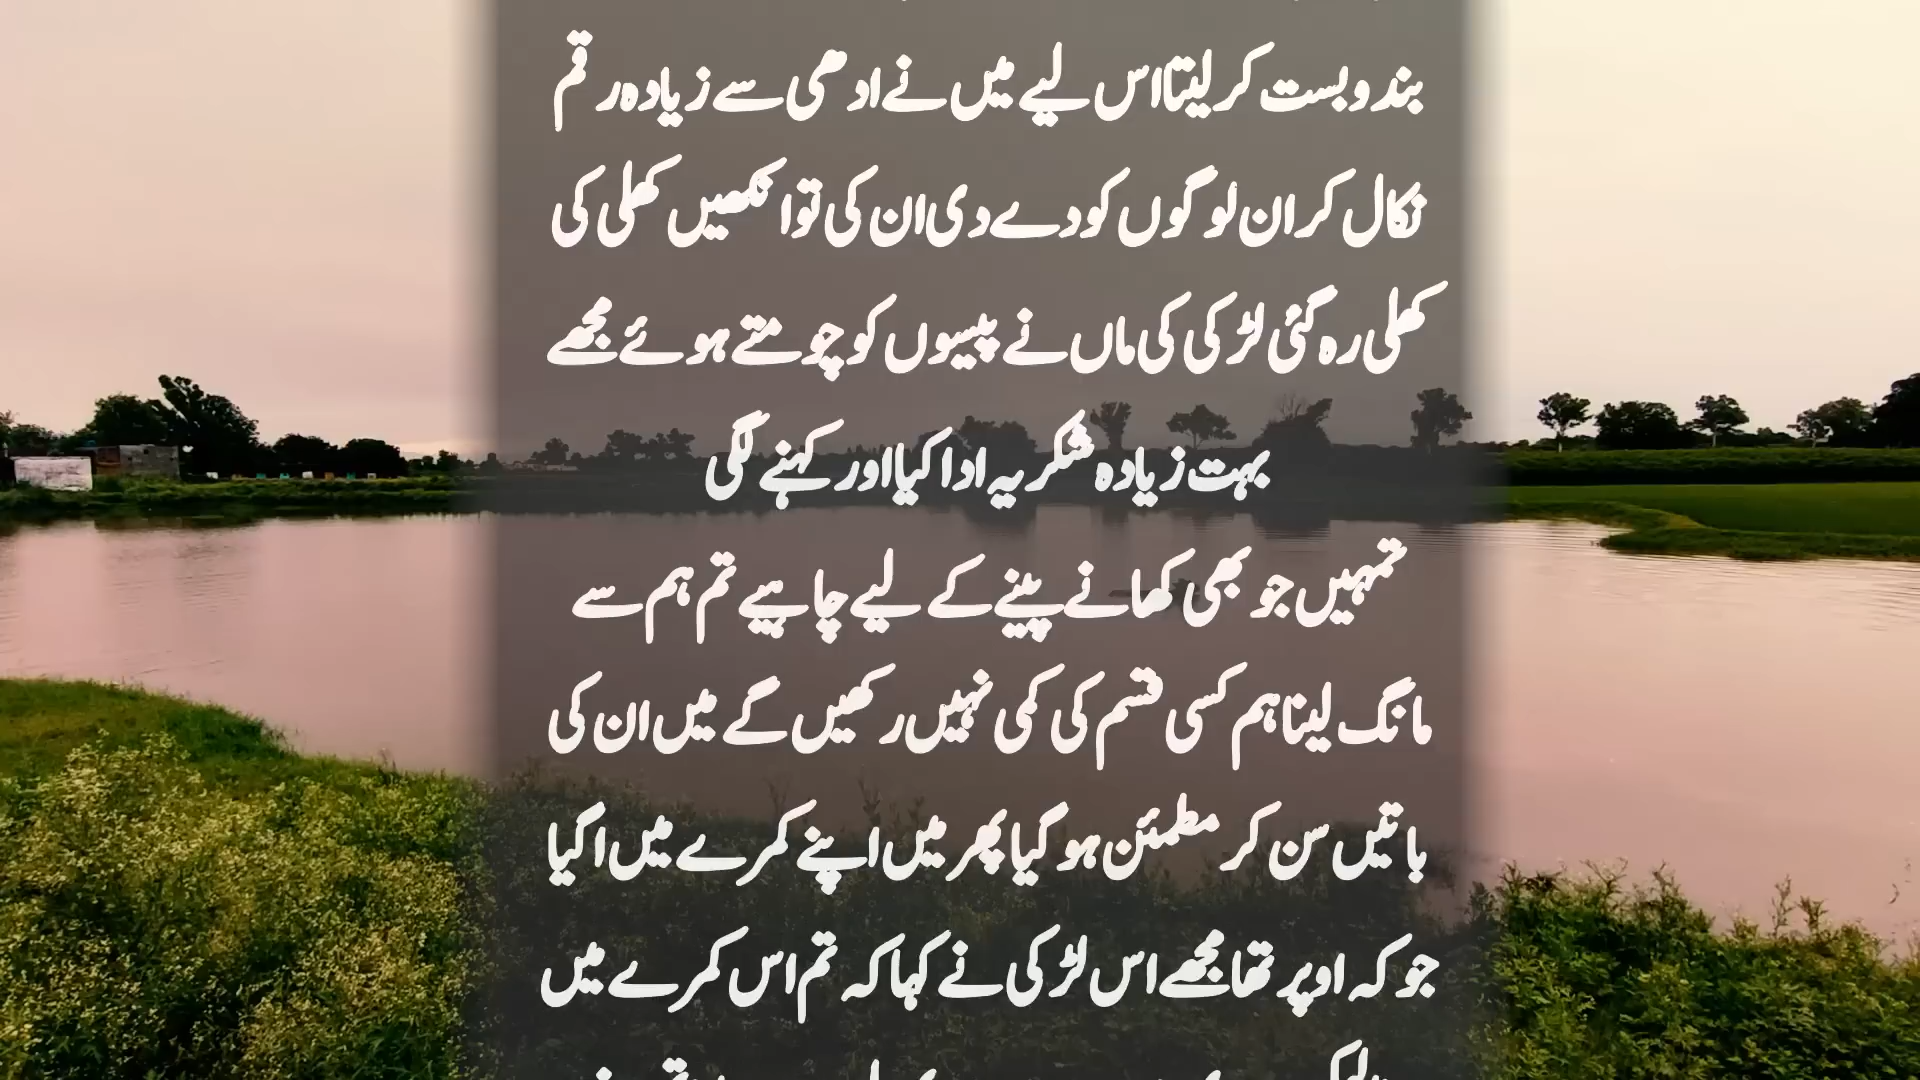 بندوبست کر لیتا اس لیے میں نے ادھی سے زیادہ رقم
نکال کر ان لوگوں کو دے دی ان کی تو انکھیں کھلی کی
کھلی رہ گئی لڑکی کی ماں نے پیسوں کو چومتے ہوئے مجھے
بہت زیادہ شکریہ ادا کیا اور کہنے لگی
تمہیں جو بھی کھانے پینے کے لیے چاہیے تم ہم سے
مانگ لینا ہم کسی قسم کی کمی نہیں رکھیں گے میں ان کی
باتیں سن کر مطمئن ہو گیا پھر میں اپنے کمرے میں اگیا
جو کہ اوپر تھا مجھے اس لڑکی نے کہا کہ تم اس کمرے میں